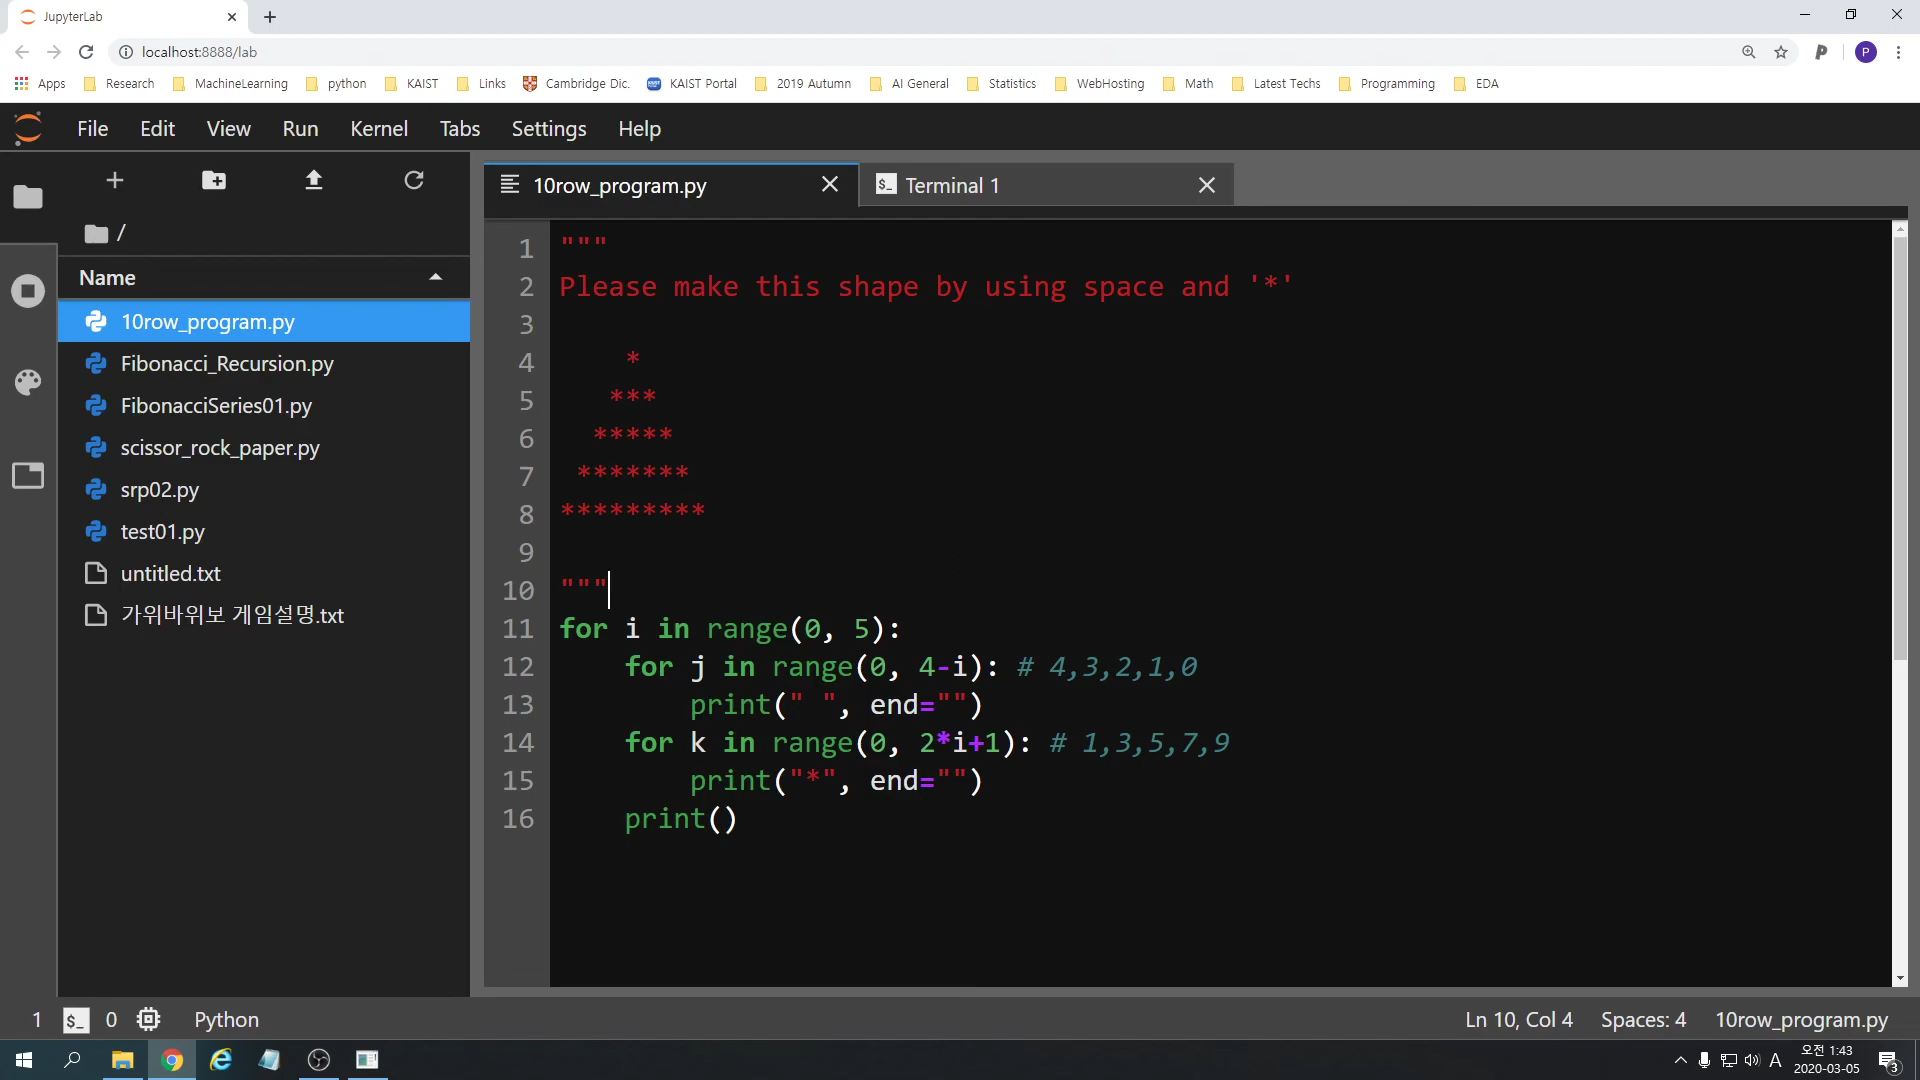 JupyterLab
localhost:8888/lab
Apps Research MachineLearning python KAIST Links Cambridge Dic. KAIST Portal 2019 Autumn AI General Statistics WebHosting Math Latest Techs Programming EDA
File Edit View Run Kernel Tabs Settings Help
10row_program.py Terminal 1
/
Name
10row_program.py
Fibonacci_Recursion.py
FibonacciSeries01.py
scissor_rock_paper.py
srp02.py
test01.py
untitled.txt
가위바위보 게임설명.txt
1 """
2 Please make this shape by using space and '*'
3
4     *
5    ***
6   *****
7  *******
8 *********
9
10 """
11 for i in range(0, 5):
12     for j in range(0, 4-i): # 4,3,2,1,0
13         print(" ", end="")
14     for k in range(0, 2*i+1): # 1,3,5,7,9
15         print("*", end="")
16     print()
1 $_ 0 Python Ln 10, Col 4 Spaces: 4 10row_program.py
A 오전 1:43
2020-03-05 3